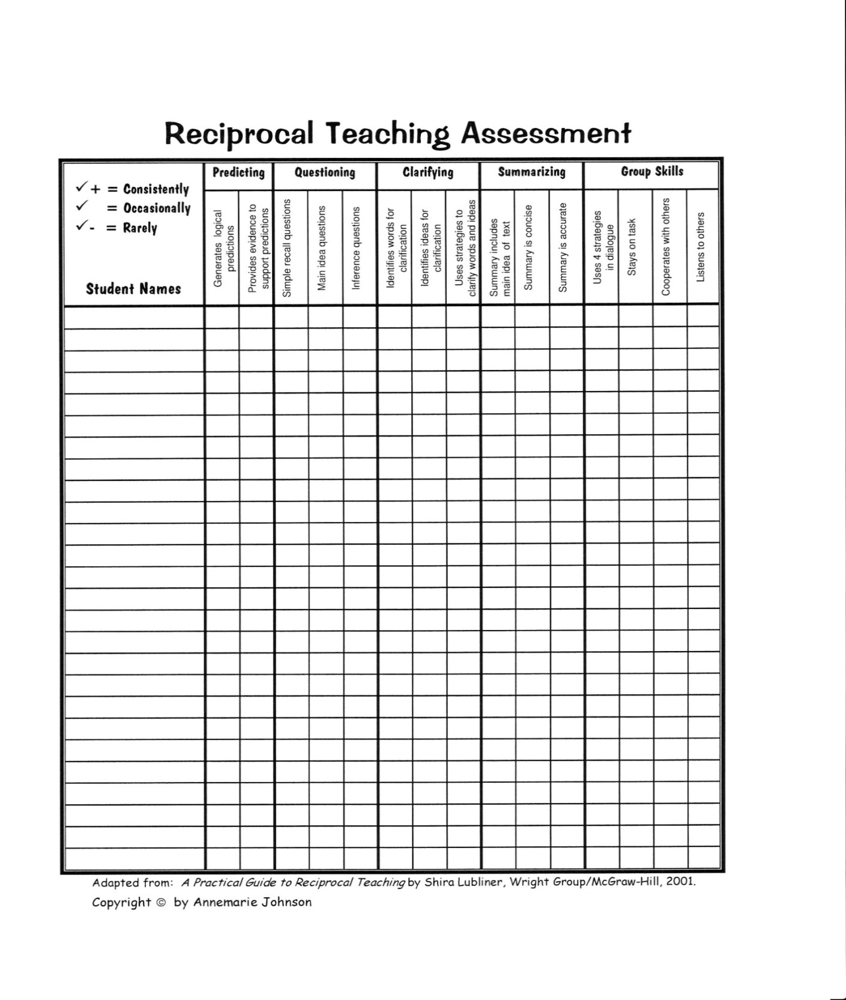 Reciprocal Teaching Assessment
✓+ = Consistently
✓ = Occasionally
✓- = Rarely
Student Names
Predicting
Questioning
Clarifying
Summarizing
Group Skills
Generates logical
predictions
Provides evidence to
support predictions
Simple recall questions
Main idea questions
Inference questions
Identifies words for
clarification
Identifies ideas for
clarification
Uses strategies to
clarify words and ideas
Summary includes
main idea of text
Summary is concise
Summary is accurate
Uses 4 strategies
in dialogue
Stays on task
Cooperates with others
Listens to others
Adapted from: A Practical Guide to Reciprocal Teaching by Shira Lubliner, Wright Group/McGraw-Hill, 2001.
Copyright © by Annemarie Johnson